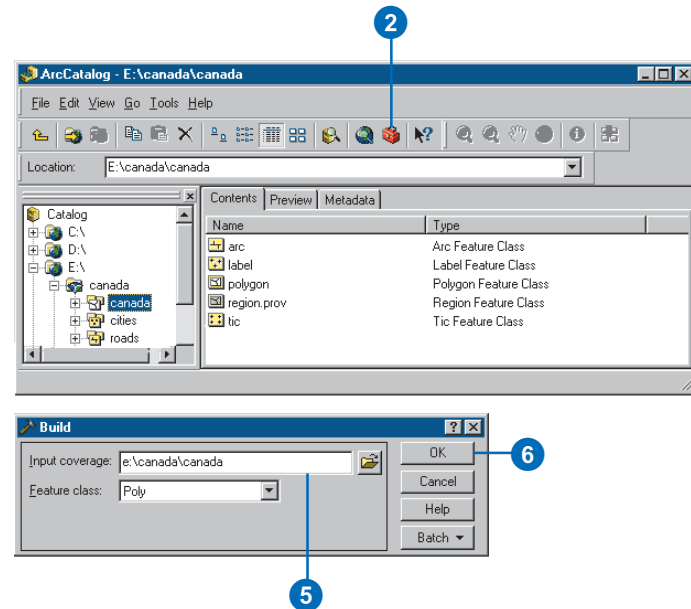 2
ArcCatalog - E:\canada\canada
File Edit View Go Tools Help
Location: E:\canada\canada
Catalog
C:\
D:\
E:\
canada
canada
cities
roads
Contents Preview Metadata
Name Type
arc Arc Feature Class
label Label Feature Class
polygon Polygon Feature Class
region.prov Region Feature Class
tic Tic Feature Class
Build
Input coverage: e:\canada\canada
Feature class: Poly
OK
Cancel
Help
Batch
6
5